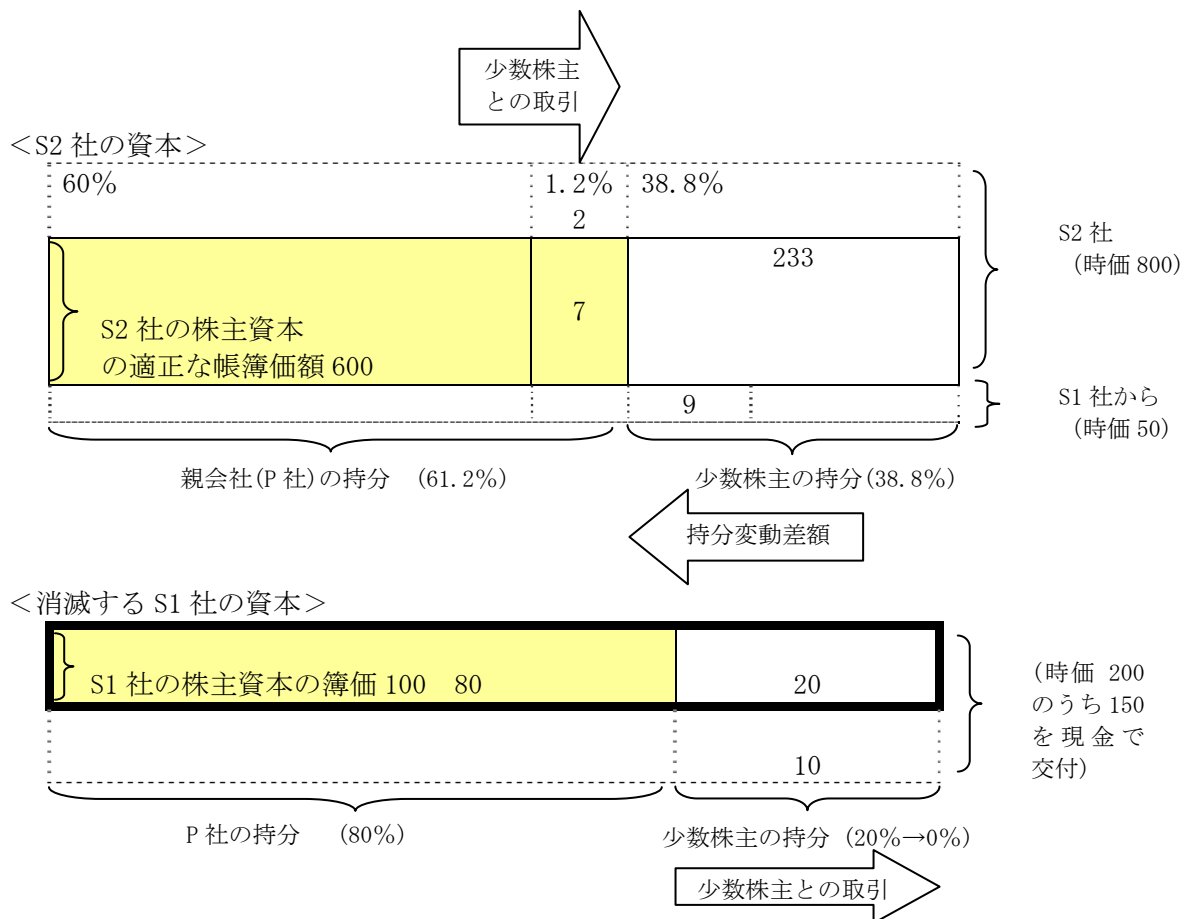 少数株主
との取引
＜S2 社の資本＞
60％
1.2％
38.8％
2
233
7
S2 社の株主資本
の適正な帳簿価額 600
S2 社
（時価 800）
9
S1 社から
（時価 50）
親会社(P 社)の持分　(61.2％)
少数株主の持分(38.8％)
持分変動差額
＜消滅する S1 社の資本＞
S1 社の株主資本の簿価 100　80
20
10
（時価 200
のうち 150
を現金で
交付）
P 社の持分　（80％）
少数株主の持分（20％→0％）
少数株主との取引